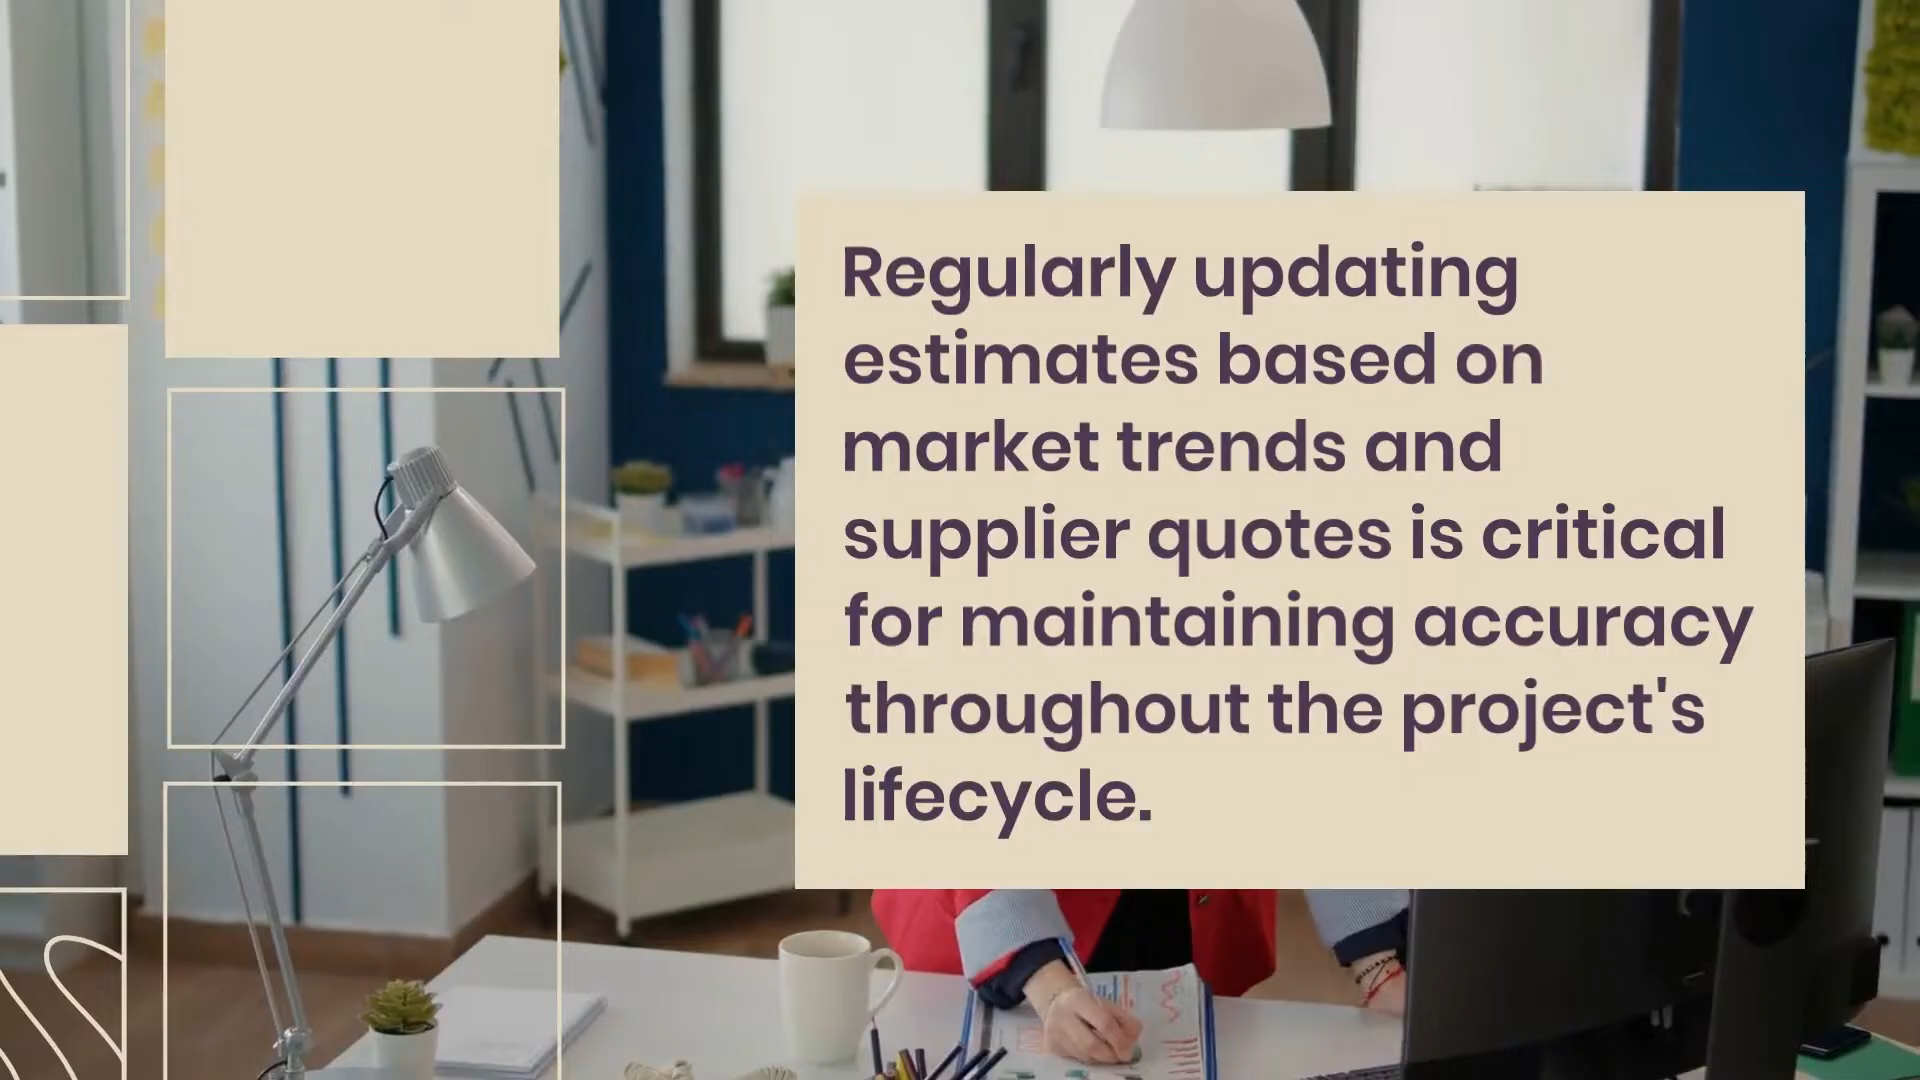 Regularly updating
estimates based on
market trends and
supplier quotes is critical
for maintaining accuracy
throughout the project's
lifecycle.